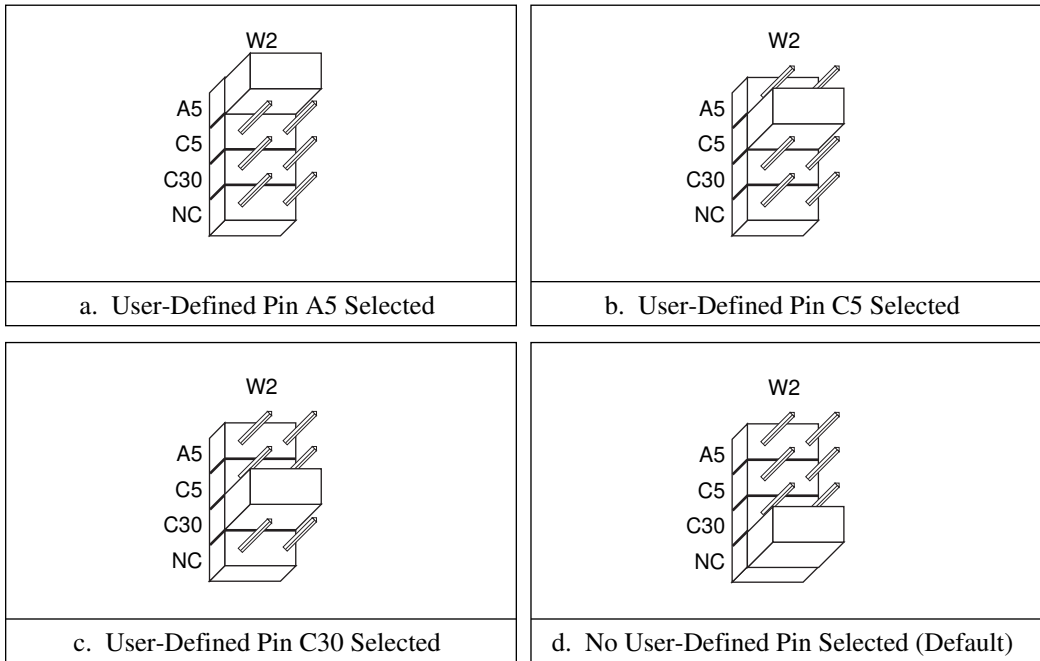 W2
A5
C5
C30
NC
a. User-Defined Pin A5 Selected
W2
A5
C5
C30
NC
b. User-Defined Pin C5 Selected
W2
A5
C5
C30
NC
c. User-Defined Pin C30 Selected
W2
A5
C5
C30
NC
d. No User-Defined Pin Selected (Default)